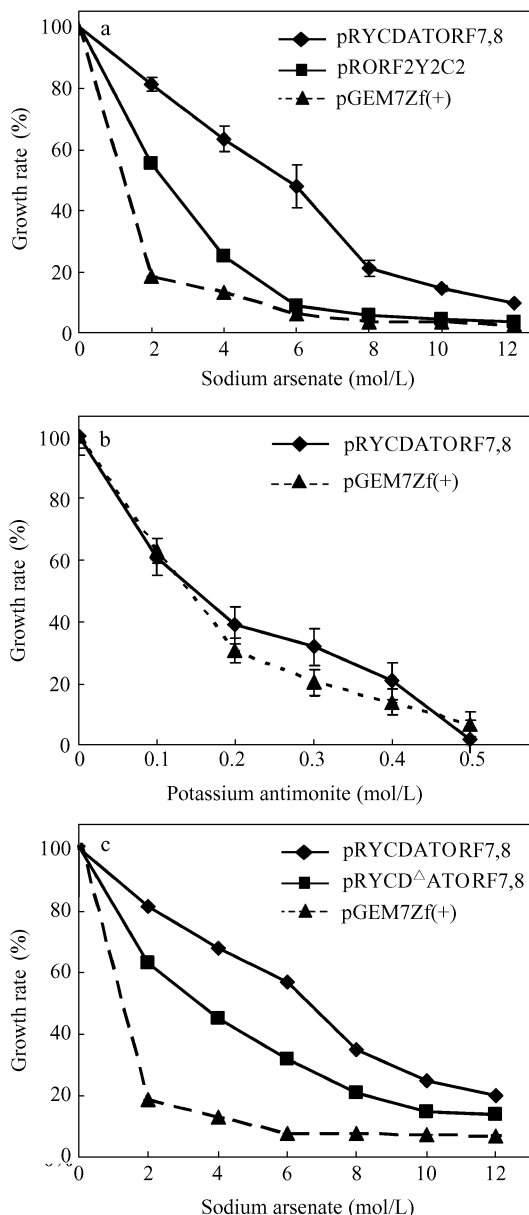 a
pRYCDATORF7,8
pRORF2Y2C2
pGEM7Zf(+)
Growth rate (%)
100
80
60
40
20
0
0 2 4 6 8 10 12
Sodium arsenate (mol/L)
b
pRYCDATORF7,8
pGEM7Zf(+)
Growth rate (%)
100
80
60
40
20
0
0 0.1 0.2 0.3 0.4 0.5
Potassium antimonite (mol/L)
c
pRYCDATORF7,8
pRYCD△ATORF7,8
pGEM7Zf(+)
Growth rate (%)
100
80
60
40
20
0
0 2 4 6 8 10 12
Sodium arsenate (mol/L)